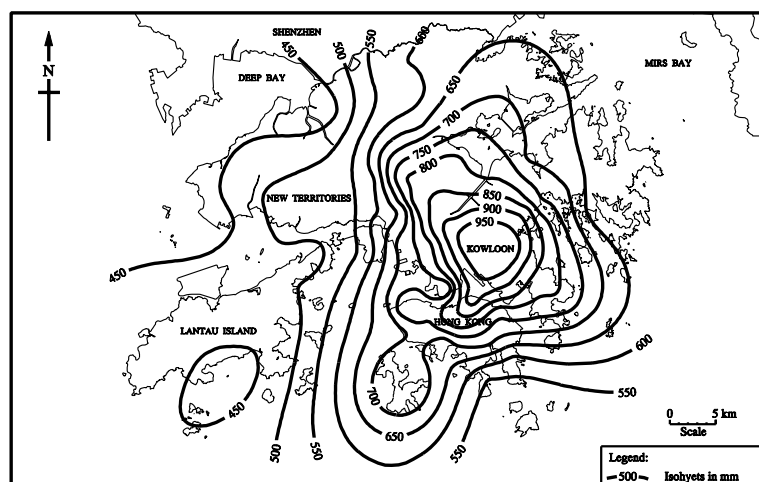 SHENZHEN
450
500
550
600
DEEP BAY
MIRS BAY
N
650
700
750
800
850
NEW TERRITORIES
900
950
KOWLOON
450
HONG KONG
LANTAU ISLAND
600
700
550
450
650
500
550
550
0 5 km
Scale
Legend:
500 Isohyets in mm